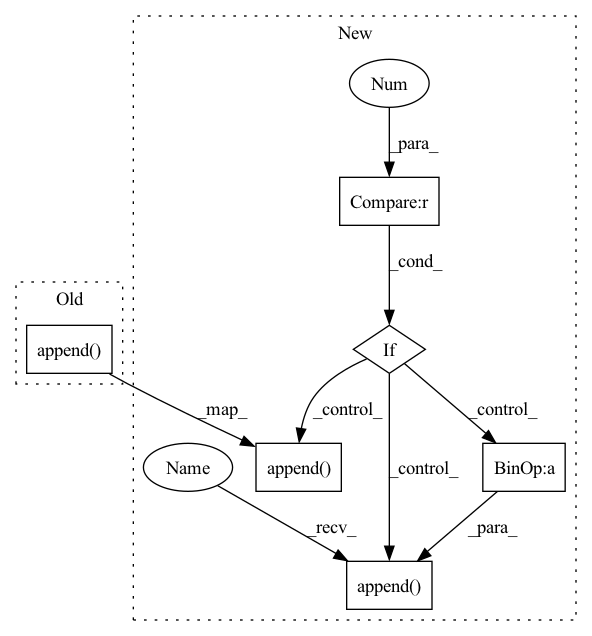 New
Num
_para_
Compare:r
_cond_
Old
append()
If
_map_
_control_
_control_
Name
append()
_control_
BinOp:a
_recv_
_para_
append()